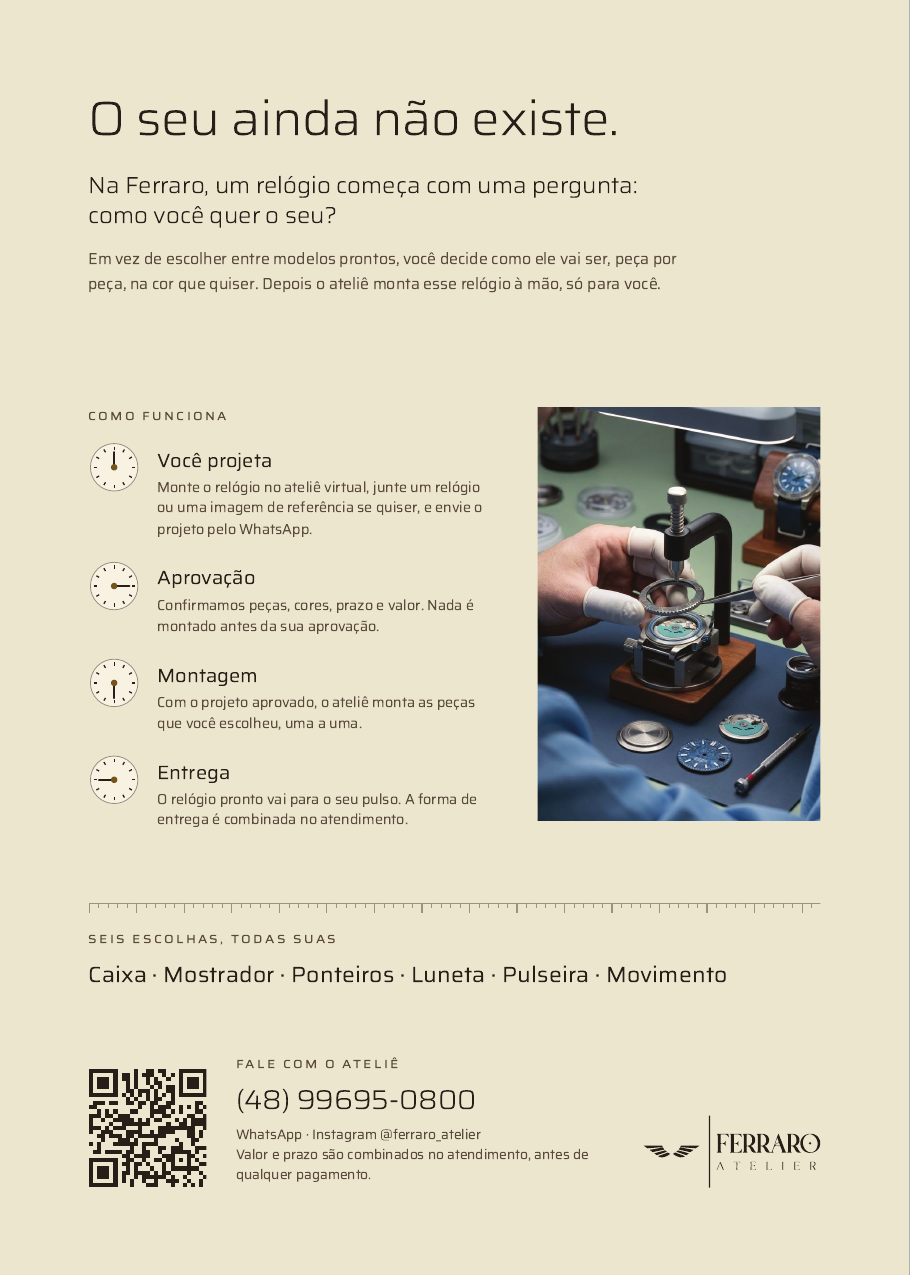 O seu ainda não existe.
Na Ferraro, um relógio começa com uma pergunta:
como você quer o seu?
Em vez de escolher entre modelos prontos, você decide como ele vai ser, peça por
peça, na cor que quiser. Depois o ateliê monta esse relógio à mão, só para você.
COMO FUNCIONA
Você projeta
Monte o relógio no ateliê virtual, junte um relógio
ou uma imagem de referência se quiser, e envie o
projeto pelo WhatsApp.
Aprovação
Confirmamos peças, cores, prazo e valor. Nada é
montado antes da sua aprovação.
Montagem
Com o projeto aprovado, o ateliê monta as peças
que você escolheu, uma a uma.
Entrega
O relógio pronto vai para o seu pulso. A forma de
entrega é combinada no atendimento.
SEIS ESCOLHAS, TODAS SUAS
Caixa · Mostrador · Ponteiros · Luneta · Pulseira · Movimento
FALE COM O ATELIÊ
(48) 99695-0800
WhatsApp · Instagram @ferraro_atelier
Valor e prazo são combinados no atendimento, antes de
qualquer pagamento.
FERRARO
ATELIER